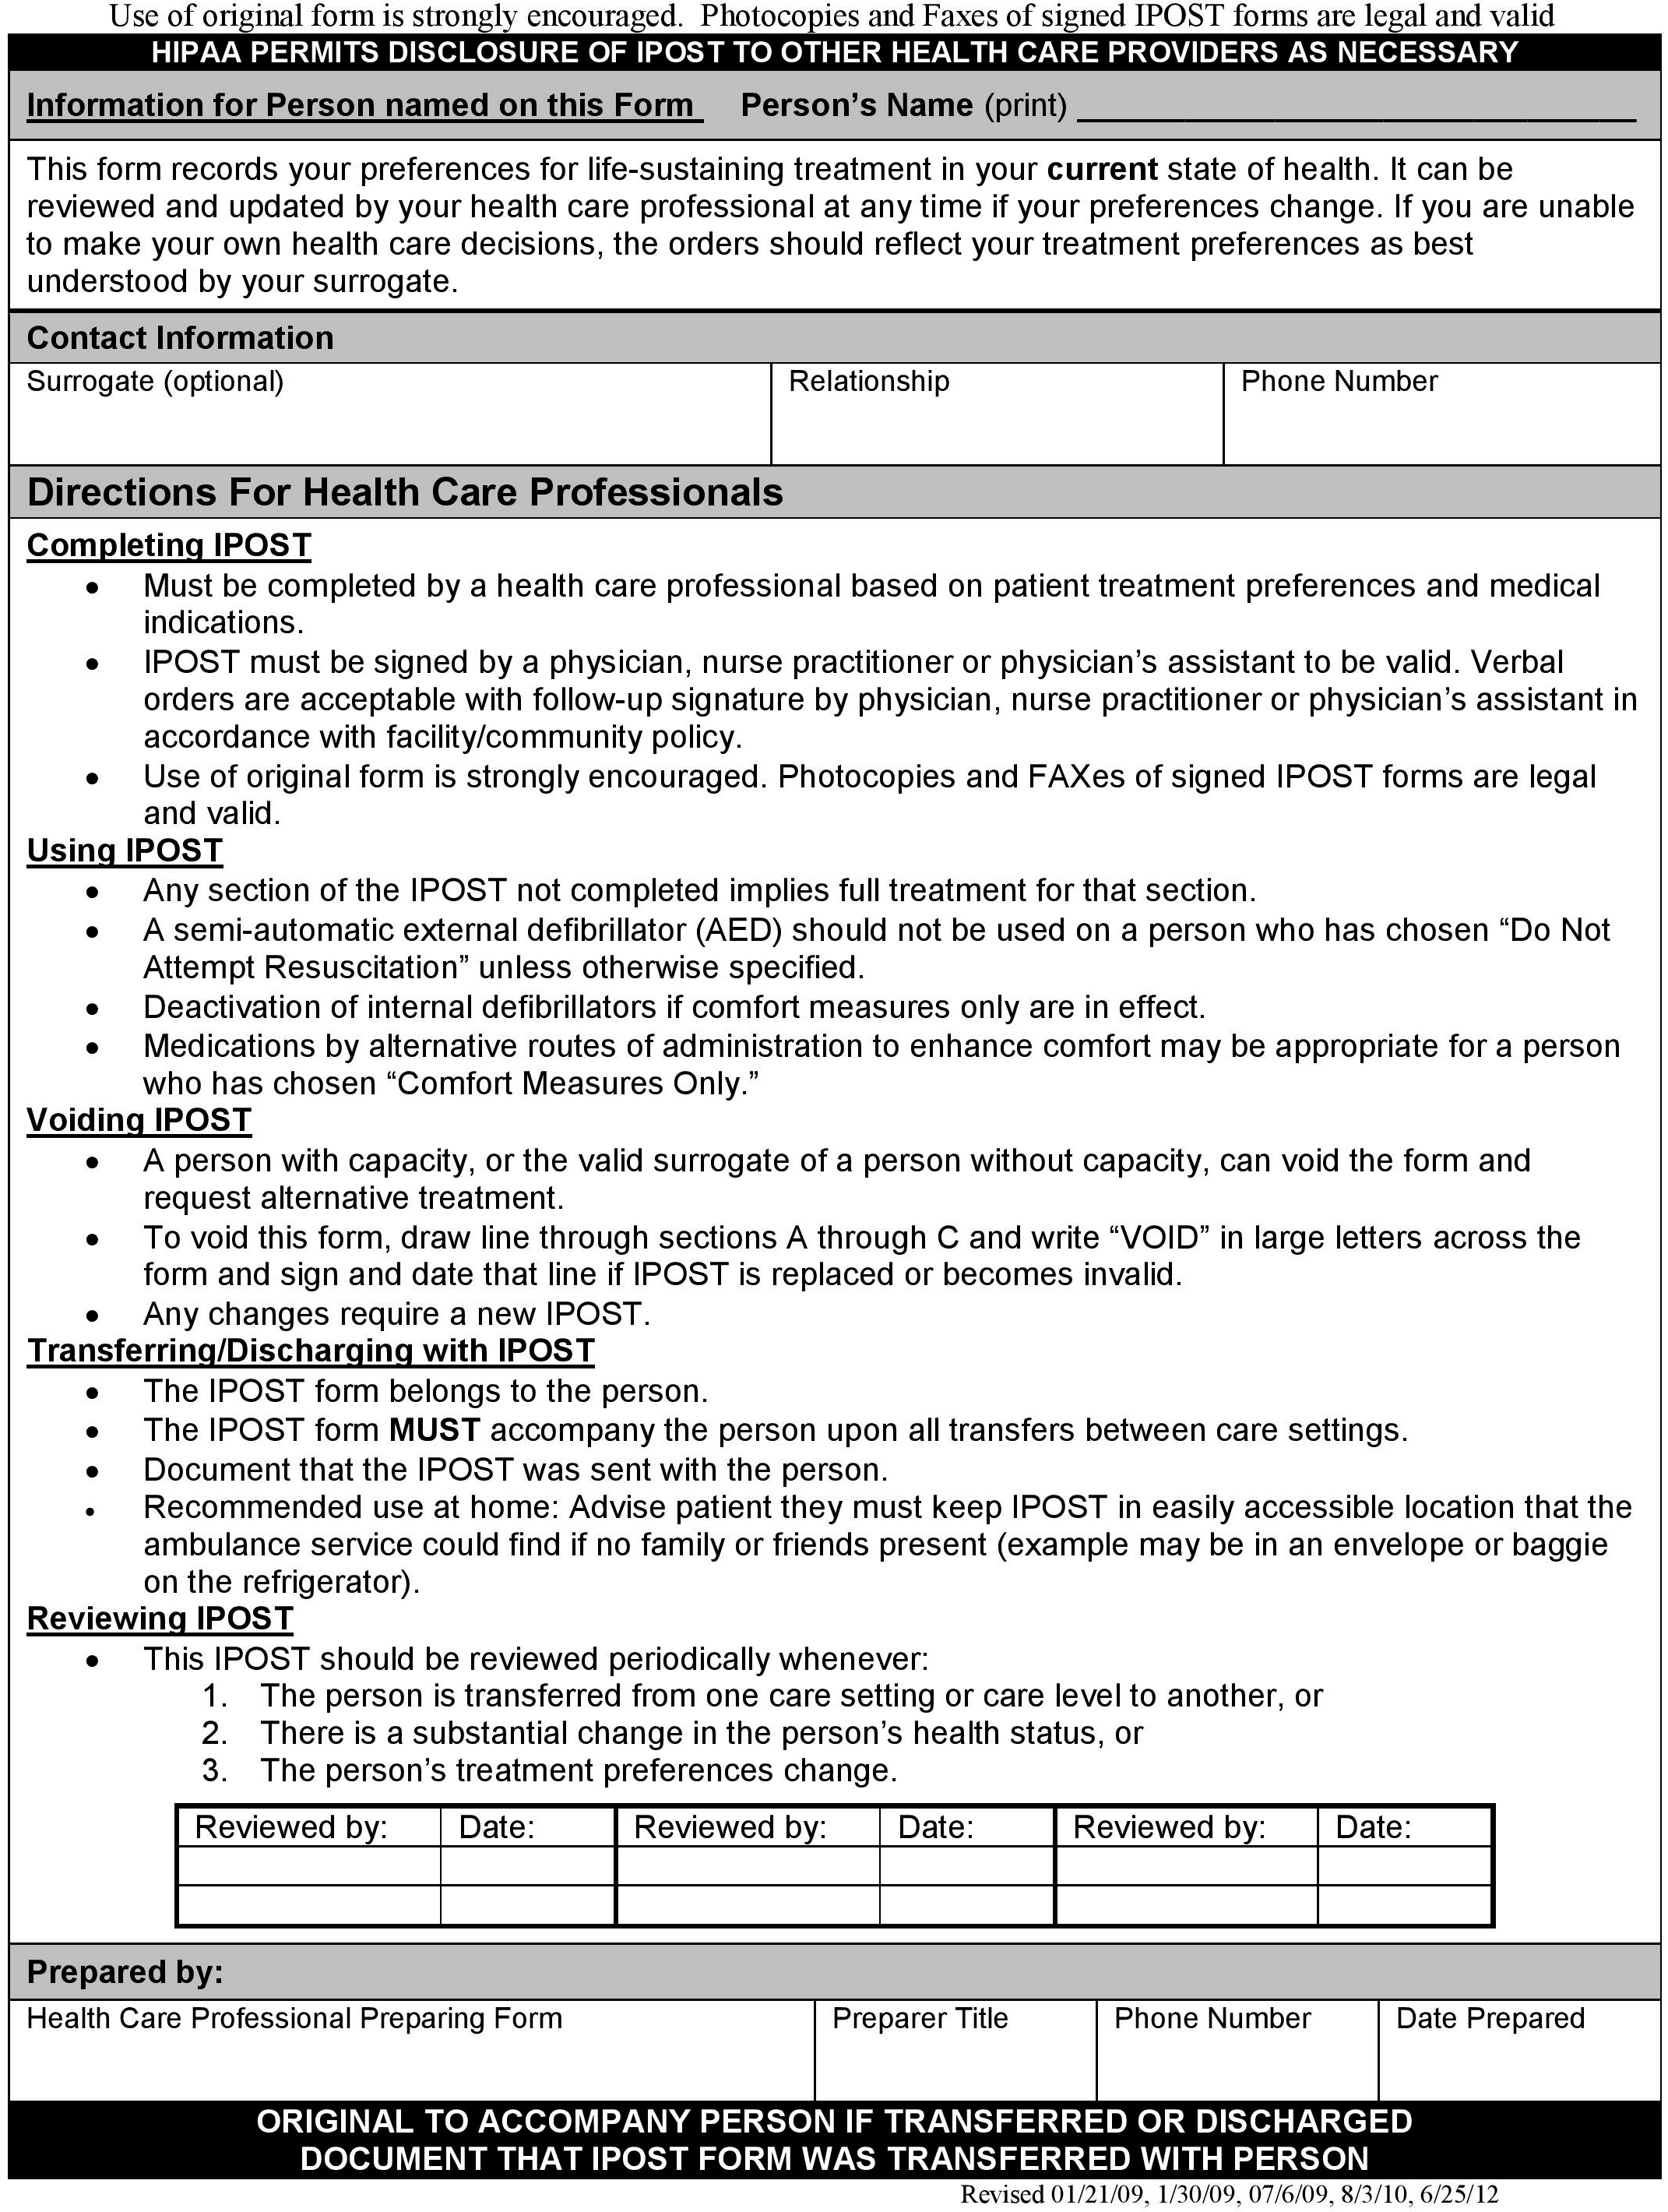 Use of original form is strongly encouraged.  Photocopies and Faxes of signed IPOST forms are legal and valid
HIPAA PERMITS DISCLOSURE OF IPOST TO OTHER HEALTH CARE PROVIDERS AS NECESSARY
Information for Person named on this Form    Person’s Name (print) ______________________________
This form records your preferences for life-sustaining treatment in your current state of health. It can be
reviewed and updated by your health care professional at any time if your preferences change. If you are unable
to make your own health care decisions, the orders should reflect your treatment preferences as best
understood by your surrogate.
Contact Information
Surrogate (optional)    Relationship    Phone Number
Directions For Health Care Professionals
Completing IPOST
• Must be completed by a health care professional based on patient treatment preferences and medical
indications.
• IPOST must be signed by a physician, nurse practitioner or physician’s assistant to be valid. Verbal
orders are acceptable with follow-up signature by physician, nurse practitioner or physician’s assistant in
accordance with facility/community policy.
• Use of original form is strongly encouraged. Photocopies and FAXes of signed IPOST forms are legal
and valid.
Using IPOST
• Any section of the IPOST not completed implies full treatment for that section.
• A semi-automatic external defibrillator (AED) should not be used on a person who has chosen “Do Not
Attempt Resuscitation” unless otherwise specified.
• Deactivation of internal defibrillators if comfort measures only are in effect.
• Medications by alternative routes of administration to enhance comfort may be appropriate for a person
who has chosen “Comfort Measures Only.”
Voiding IPOST
• A person with capacity, or the valid surrogate of a person without capacity, can void the form and
request alternative treatment.
• To void this form, draw line through sections A through C and write “VOID” in large letters across the
form and sign and date that line if IPOST is replaced or becomes invalid.
• Any changes require a new IPOST.
Transferring/Discharging with IPOST
• The IPOST form belongs to the person.
• The IPOST form MUST accompany the person upon all transfers between care settings.
• Document that the IPOST was sent with the person.
• Recommended use at home: Advise patient they must keep IPOST in easily accessible location that the
ambulance service could find if no family or friends present (example may be in an envelope or baggie
on the refrigerator).
Reviewing IPOST
• This IPOST should be reviewed periodically whenever:
1. The person is transferred from one care setting or care level to another, or
2. There is a substantial change in the person’s health status, or
3. The person’s treatment preferences change.
Reviewed by:    Date:    Reviewed by:    Date:    Reviewed by:    Date:
Prepared by:
Health Care Professional Preparing Form    Preparer Title    Phone Number    Date Prepared
ORIGINAL TO ACCOMPANY PERSON IF TRANSFERRED OR DISCHARGED
DOCUMENT THAT IPOST FORM WAS TRANSFERRED WITH PERSON
Revised 01/21/09, 1/30/09, 07/6/09, 8/3/10, 6/25/12